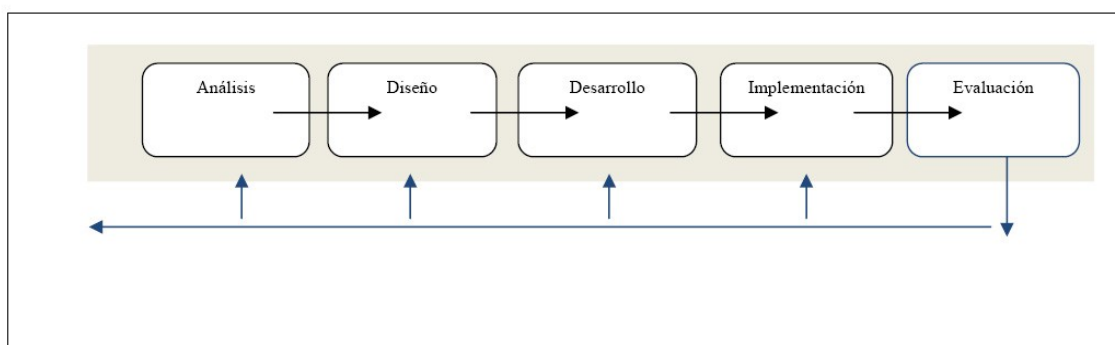 Análisis
Diseño
Desarrollo
Implementación
Evaluación